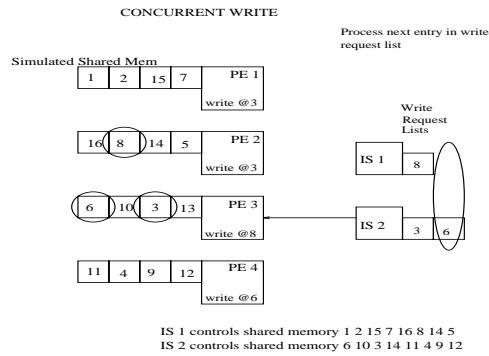 CONCURRENT WRITE
Process next entry in write
request list
Simulated Shared Mem
1 2 15 7 PE 1
write @3
Write
Request
Lists
16 8 14 5 PE 2
write @3
IS 1 8
6 10 3 13 PE 3
write @8
IS 2 3 6
11 4 9 12 PE 4
write @6
IS 1 controls shared memory 1 2 15 7 16 8 14 5
IS 2 controls shared memory 6 10 3 14 11 4 9 12